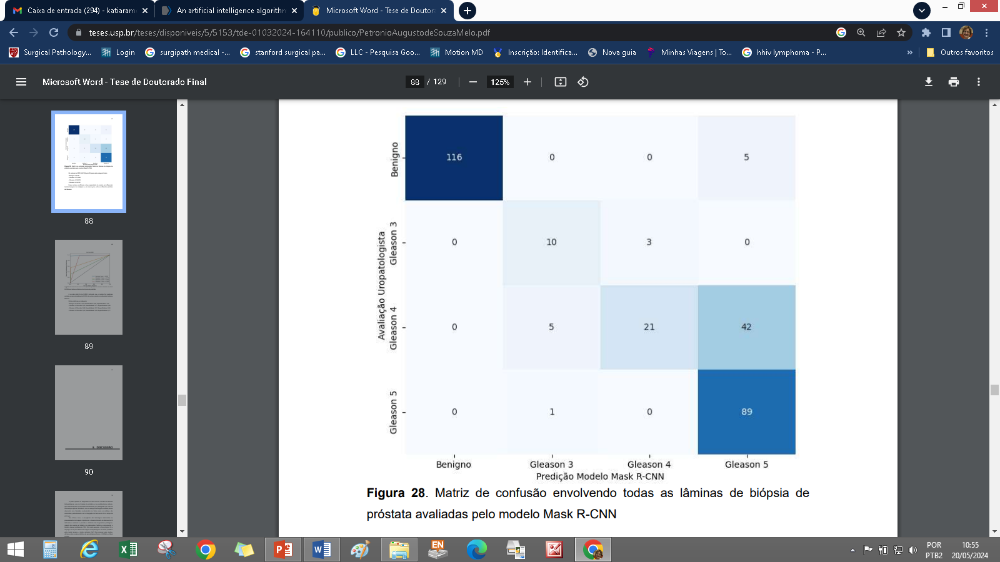 Caixa de entrada (294) - katiaram
An artificial intelligence algorithm
Microsoft Word - Tese de Doutora
teses.usp.br/teses/disponiveis/5/5153/tde-01032024-164110/publico/PetronioAugustodeSouzaMelo.pdf
Surgical Pathology... Login surgipath medical -... stanford surgical pa... LLC - Pesquisa Goo... Motion MD Inscrição: Identifica... Nova guia Minhas Viagens | To... hhiv lymphoma - P... » Outros favoritos
Microsoft Word - Tese de Doutorado Final
88 / 129 125%
88
89
5. DISCUSSÃO
90
Avaliação Uropatologista
Benigno 116 0 0 5
Gleason 3 0 10 3 0
Gleason 4 0 5 21 42
Gleason 5 0 1 0 89
Benigno Gleason 3 Gleason 4 Gleason 5
Predição Modelo Mask R-CNN
Figura 28. Matriz de confusão envolvendo todas as lâminas de biópsia de
próstata avaliadas pelo modelo Mask R-CNN
EN
POR 10:55
PTB2 20/05/2024